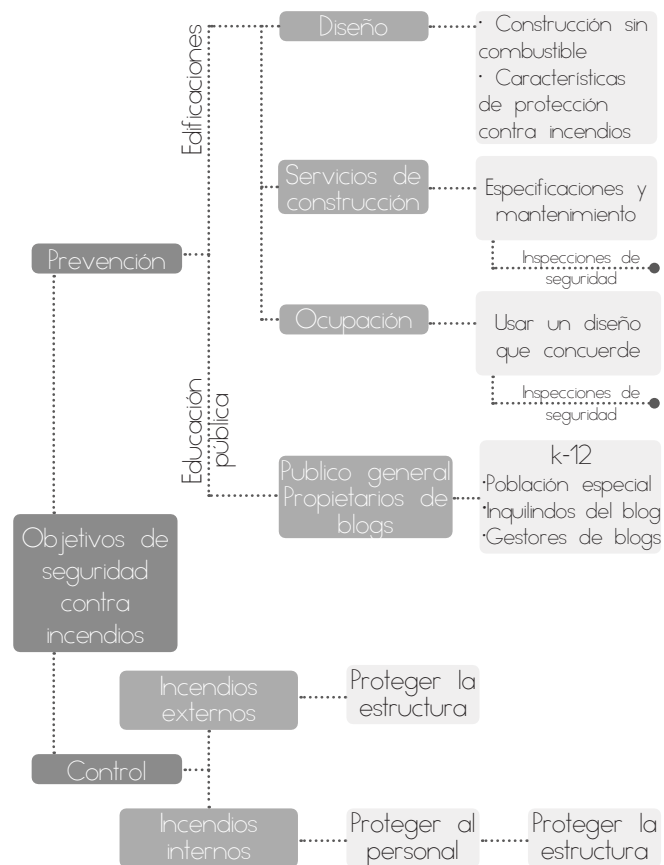 Edificaciones
Diseño
· Construcción sin
combustible
· Características
de protección
contra incendios
Servicios de
construcción
Especificaciones y
mantenimiento
Inspecciones de
seguridad
Prevención
Ocupación
Usar un diseño
que concuerde
Inspecciones de
seguridad
Educación
pública
Publico general
Propietarios de
blogs
k-12
·Población especial
·Inquilindos del blog
·Gestores de blogs
Objetivos de
seguridad
contra
incendios
Incendios
externos
Proteger la
estructura
Control
Incendios
internos
Proteger al
personal
Proteger la
estructura